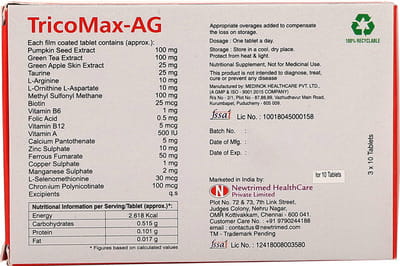 TricoMax-AG
Each film coated tablet contains (approx.):
Pumpkin Seed Extract 100 mg
Green Tea Extract 100 mg
Green Apple Skin Extract 25 mg
Taurine 25 mg
L-Arginine 10 mg
L-Ornithine L-Aspartate 10 mg
Methyl Sulfonyl Methane 100 mg
Biotin 25 mcg
Vitamin B6 1 mg
Folic Acid 0.5 mg
Vitamin B12 5 mcg
Vitamin A 500 IU
Calcium Pantothenate 5 mg
Zinc Sulphate 10 mg
Ferrous Fumarate 50 mg
Copper Sulphate 1 mg
Manganese Sulphate 2 mg
L-Selenomethionine 30 mcg
Chromium Polynicotinate 100 mcg
Excipients q.s
Nutritional Information per Serving/Tablet (approx.)*:
Energy 2.618 Kcal
Carbohydrates 0.515 g
Protein 0.101 g
Fat 0.017 g
* Figures based on calculated values
Appropriate overages added to compensate
the loss on storage.
Dosage : One tablet a day.
Storage : Store in a cool, dry place.
Protect from heat & light.
Nutritional Supplement, Not for Medicinal Use.
This product is not intended to diagnose, treat,
cure or prevent any disease
Manufactured by : MEDINOK HEALTHCARE PVT. LTD.,
(A GMP & ISO - 9001:2015 COMPANY)
R/s No - 2/1, Plot No - 87,88,89, Vazhudhavur Main Road,
Kurumbapet, Puducherry - 605 009.
fssai Lic No. : 10018045000158
Batch No :
Date of Mfg. :
Date of Exp. :
Marketed in India by:
Newtrimed HealthCare
Private Limited
Plot No. 72 & 73, 7th Link Street,
Judges Colony, Nehru Nagar,
OMR Kottivakkam, Chennai - 600 041.
Customer Care no : +91 9790244188
email : contactus@newtrimed.com
TM - Trademark Pending
fssai Lic No : 12418008003580
100% RECYCLABLE
for 10 Tablets
3 x 10 Tablets